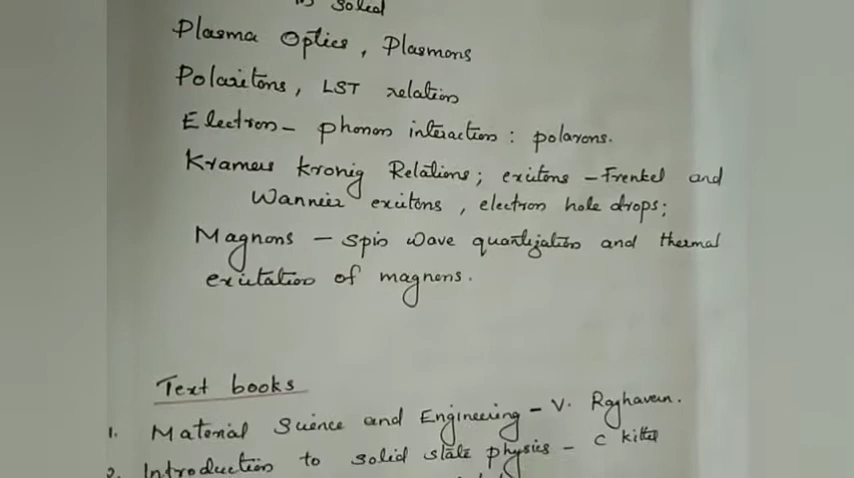 Solid
Plasma Optics, Plasmons
Polaritons, LST relation
Electron - phonon interaction : polarons.
Kramers Kronig Relations; excitons - Frenkel and
Wannier excitons, electron hole drops;
Magnons - spin wave quantization and thermal
excitation of magnons.
Text books
1. Material Science and Engineering - V. Raghavan.
2. Introduction to solid state physics - C kittel